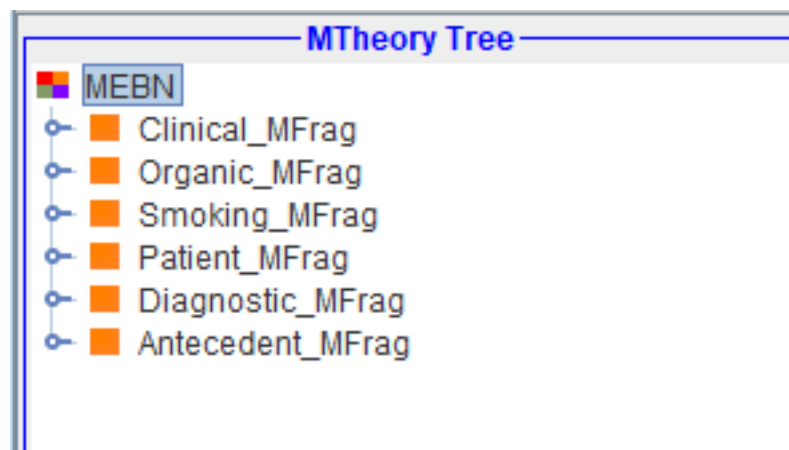 MTheory Tree
MEBN
Clinical_MFrag
Organic_MFrag
Smoking_MFrag
Patient_MFrag
Diagnostic_MFrag
Antecedent_MFrag